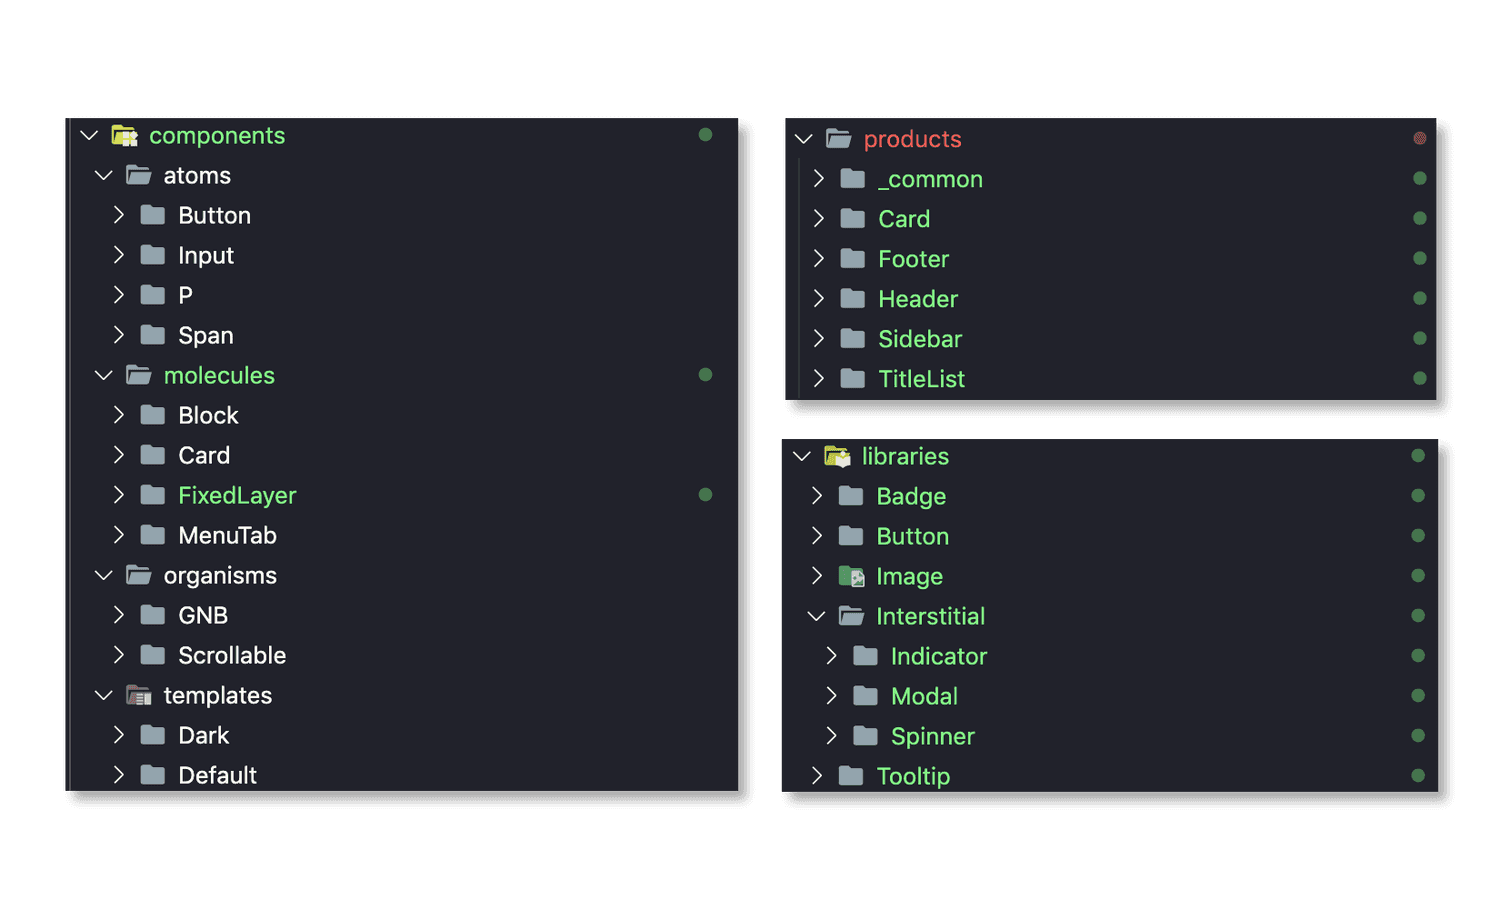 components
atoms
Button
Input
P
Span
molecules
Block
Card
FixedLayer
MenuTab
organisms
GNB
Scrollable
templates
Dark
Default
products
_common
Card
Footer
Header
Sidebar
TitleList
libraries
Badge
Button
Image
Interstitial
Indicator
Modal
Spinner
Tooltip